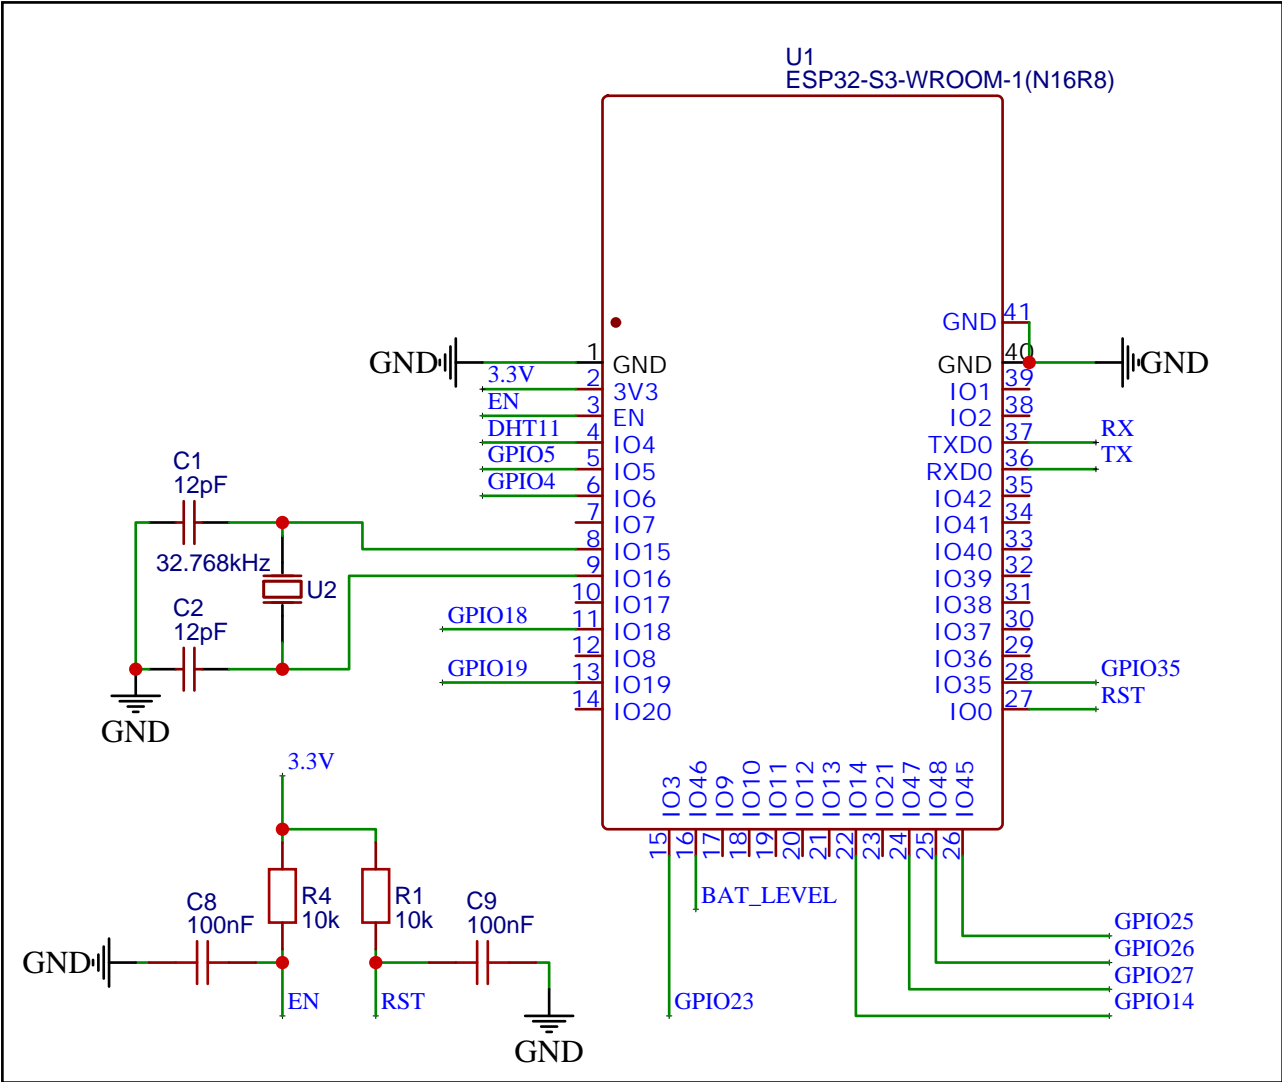 U1
ESP32-S3-WROOM-1(N16R8)
GND
1
GND
3.3V
2
3V3
EN
3
EN
DHT11
4
IO4
GPIO5
5
IO5
GPIO4
6
IO6
7
IO7
8
IO15
9
IO16
10
IO17
GPIO18
11
IO18
12
IO8
GPIO19
13
IO19
14
IO20
GND
41
GND
40
GND
IO1
39
IO2
38
TXD0
37
RX
RXD0
36
TX
IO42
35
IO41
34
IO40
33
IO39
32
IO38
31
IO37
30
IO36
29
IO35
28
GPIO35
IO0
27
RST
IO3
IO46
IO9
IO10
IO11
IO12
IO13
IO14
IO21
IO47
IO48
IO45
15
16
17
18
19
20
21
22
23
24
25
26
BAT_LEVEL
GPIO23
GPIO25
GPIO26
GPIO27
GPIO14
C1
12pF
32.768kHz
U2
C2
12pF
GND
3.3V
C8
100nF
R4
10k
R1
10k
C9
100nF
GND
EN
RST
GND